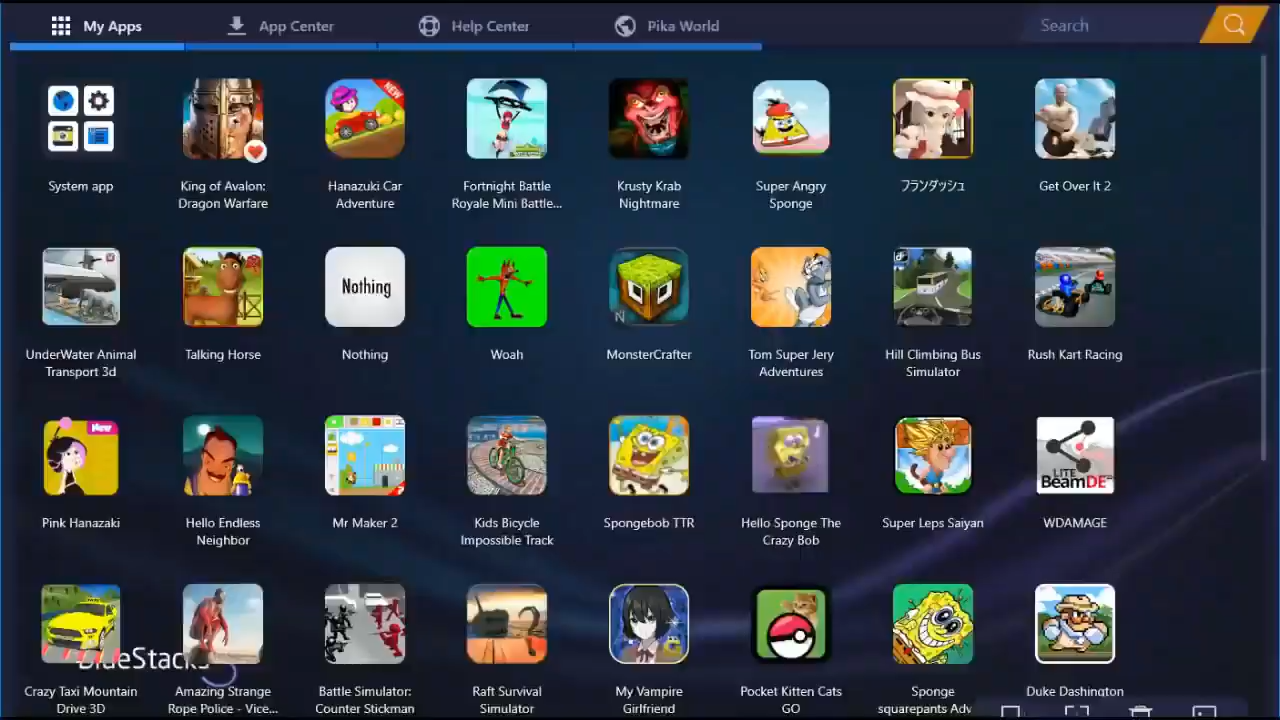 My Apps
App Center
Help Center
Pika World
Search
System app
King of Avalon:
Dragon Warfare
NEW
Hanazuki Car
Adventure
Fortnight Battle
Royale Mini Battle...
Krusty Krab
Nightmare
Super Angry
Sponge
フランダッシュ
Get Over It 2
UnderWater Animal
Transport 3d
Talking Horse
Nothing
Nothing
Woah
N
MonsterCrafter
Tom Super Jery
Adventures
Hill Climbing Bus
Simulator
Rush Kart Racing
New
Pink Hanazaki
Hello Endless
Neighbor
Mr Maker 2
Kids Bicycle
Impossible Track
Spongebob TTR
Hello Sponge The
Crazy Bob
Super Leps Saiyan
LITE
BeamDE
WDAMAGE
BlueStacks
Crazy Taxi Mountain
Drive 3D
Amazing Strange
Rope Police - Vice...
Battle Simulator:
Counter Stickman
Raft Survival
Simulator
My Vampire
Girlfriend
Pocket Kitten Cats
GO
Sponge
squarepants Adv
Duke Dashington